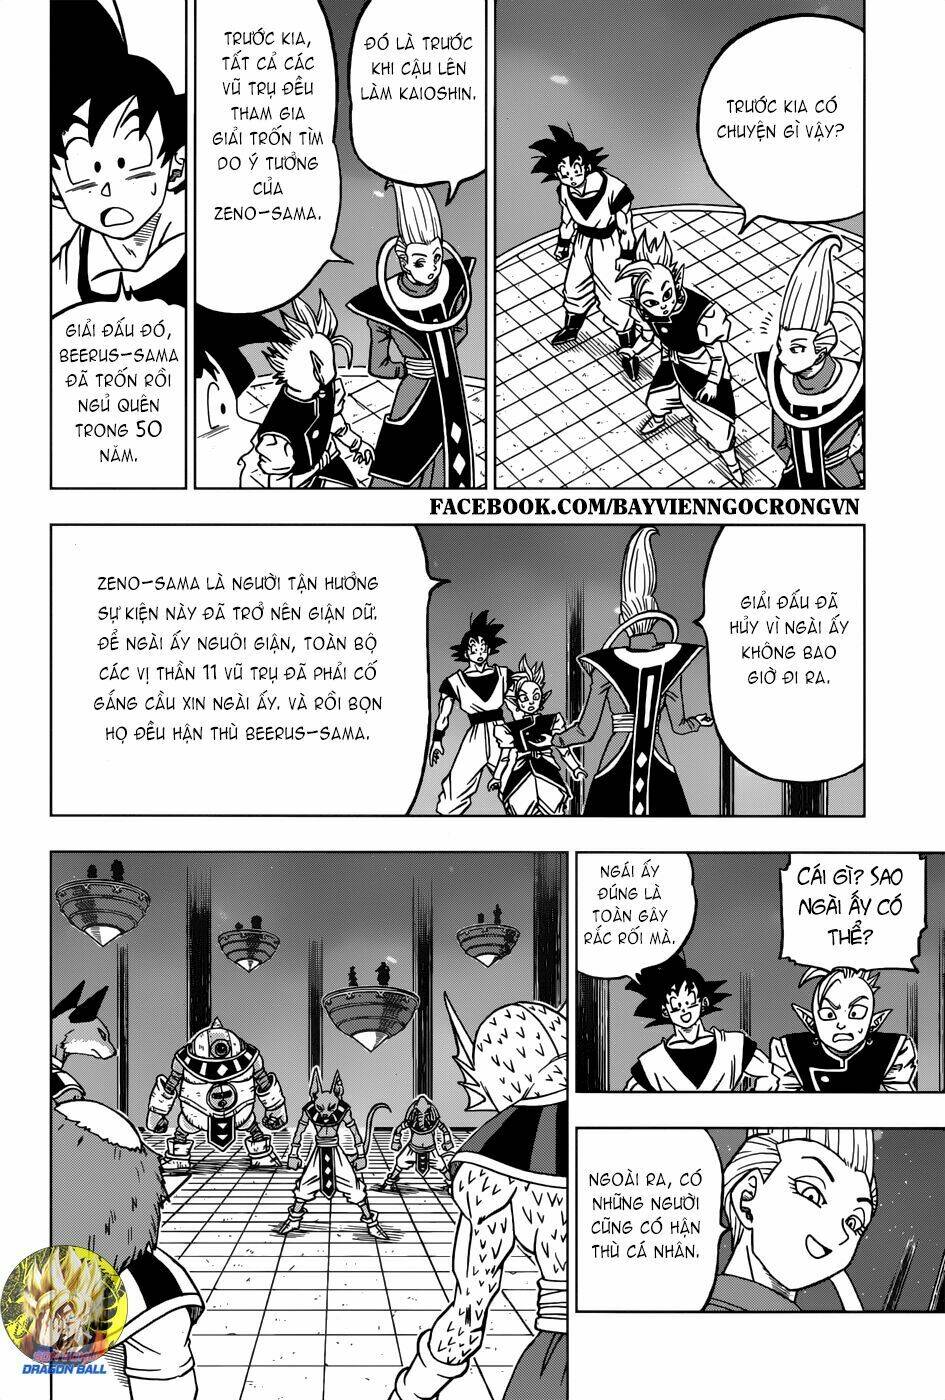 TRƯỚC KIA,
TẤT CẢ CÁC
VŨ TRỤ ĐỀU
THAM GIA
GIẢI TRỐN TÌM
DO Ý TƯỞNG
CỦA
ZENO-SAMA.
ĐÓ LÀ TRƯỚC
KHI CẬU LÊN
LÀM KAIOSHIN.
TRƯỚC KIA CÓ
CHUYỆN GÌ VẬY?
GIẢI ĐẤU ĐÓ,
BEERUS-SAMA
ĐÃ TRỐN RỒI
NGỦ QUÊN
TRONG 50
NĂM.
FACEBOOK.COM/BAYVIENNGOCRONGVN
ZENO-SAMA LÀ NGƯỜI TẬN HƯỞNG
SỰ KIỆN NÀY ĐÃ TRỞ NÊN GIẬN DỮ.
ĐỂ NGÀI ẤY NGUÔI GIẬN, TOÀN BỘ
CÁC VỊ THẦN 11 VŨ TRỤ ĐÃ PHẢI CỐ
GẮNG CẦU XIN NGÀI ẤY. VÀ RỒI BỌN
HỌ ĐỀU HẬN THÙ BEERUS-SAMA.
GIẢI ĐẤU ĐÃ
HỦY VÌ NGÀI ẤY
KHÔNG BAO
GIỜ ĐI RA.
NGÁI ẤY
ĐÚNG LÀ
TOÀN GÂY
RẮC RỐI MÀ.
CÁI GÌ? SAO
NGÀI ẤY CÓ
THỂ?
NGOÀI RA, CÓ
NHỮNG NGƯỜI
CŨNG CÓ HẬN
THÙ CÁ NHÂN.
DRAGON BALL